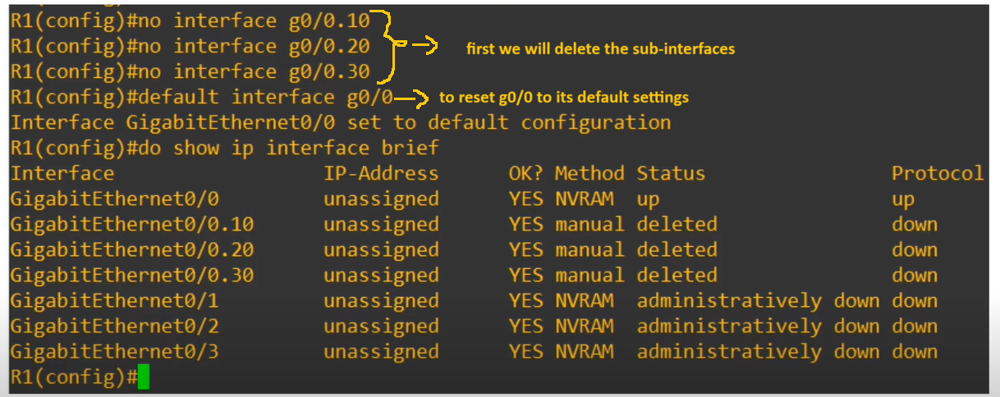 R1(config)#no interface g0/0.10
R1(config)#no interface g0/0.20
first we will delete the sub-interfaces
R1(config)#no interface g0/0.30
R1(config)#default interface g0/0 to reset g0/0 to its default settings
Interface GigabitEthernet0/0 set to default configuration
R1(config)#do show ip interface brief
Interface IP-Address OK? Method Status Protocol
GigabitEthernet0/0 unassigned YES NVRAM up up
GigabitEthernet0/0.10 unassigned YES manual deleted down
GigabitEthernet0/0.20 unassigned YES manual deleted down
GigabitEthernet0/0.30 unassigned YES manual deleted down
GigabitEthernet0/1 unassigned YES NVRAM administratively down down
GigabitEthernet0/2 unassigned YES NVRAM administratively down down
GigabitEthernet0/3 unassigned YES NVRAM administratively down down
R1(config)#